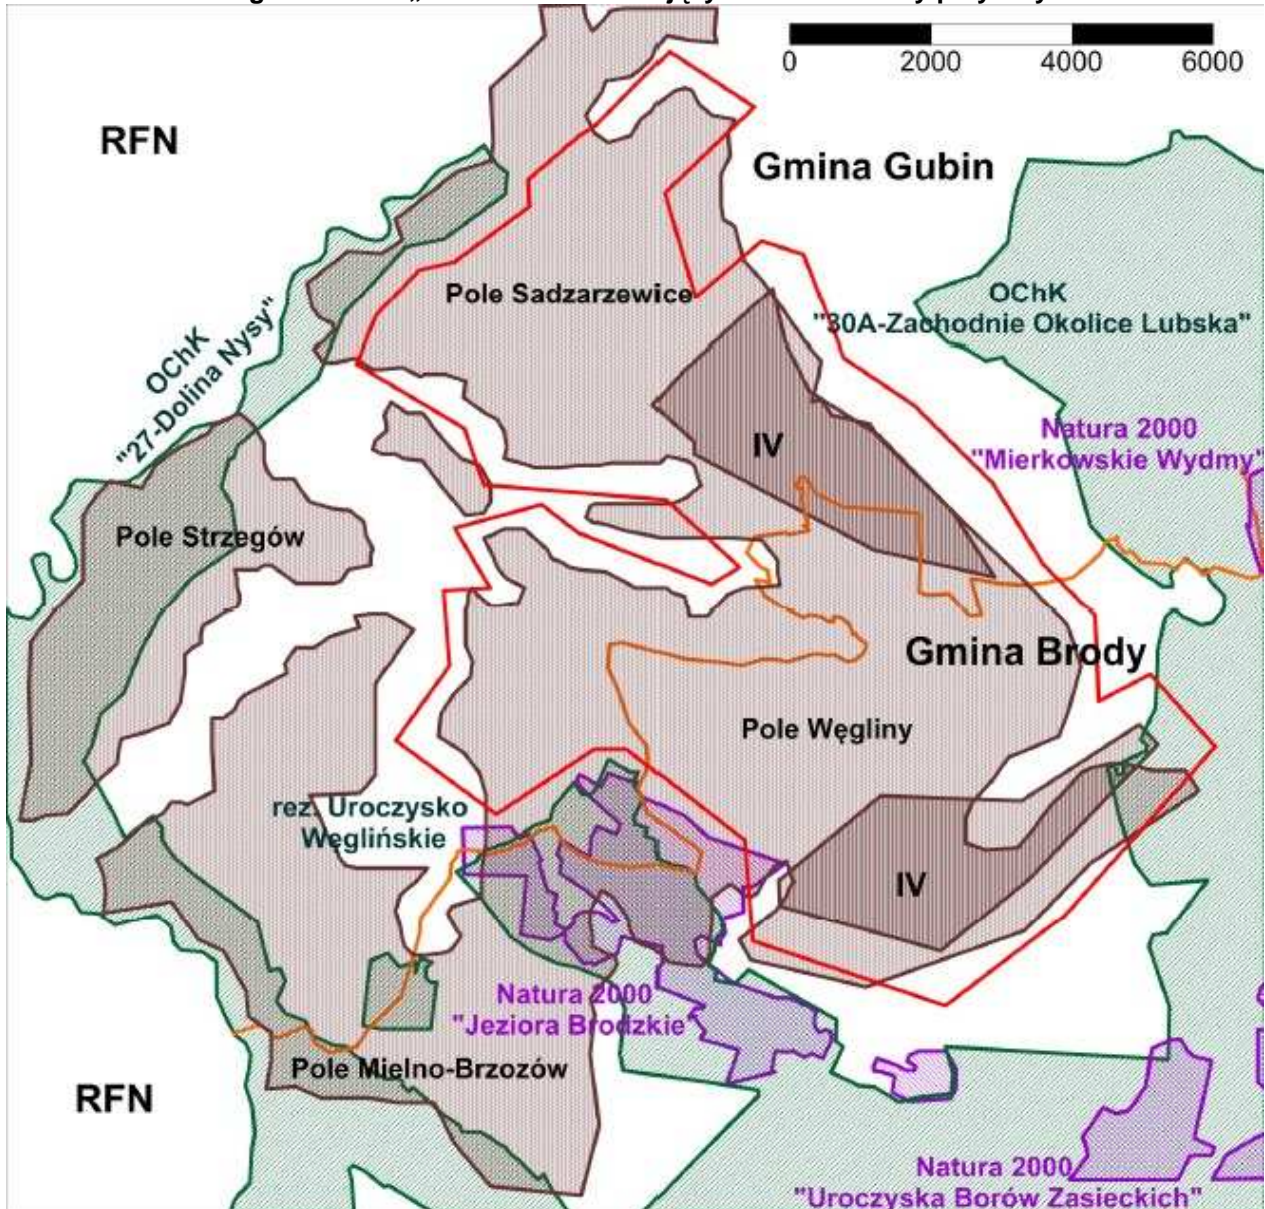 0 2000 4000 6000
RFN
Gmina Gubin
Pole Sadzarzewice
OChK
"30A-Zachodnie Okolice Lubska"
OChK
"27-Dolina Nysy"
Natura 2000
"Mierkowskie Wydmy"
IV
Pole Strzegów
Gmina Brody
Pole Węgliny
rez. Uroczysko
Weglińskie
IV
Natura 2000
"Jeziora Brodzkie"
Pole Mielno-Brzozów
RFN
Natura 2000
"Uroczyska Borów Zasieckich"